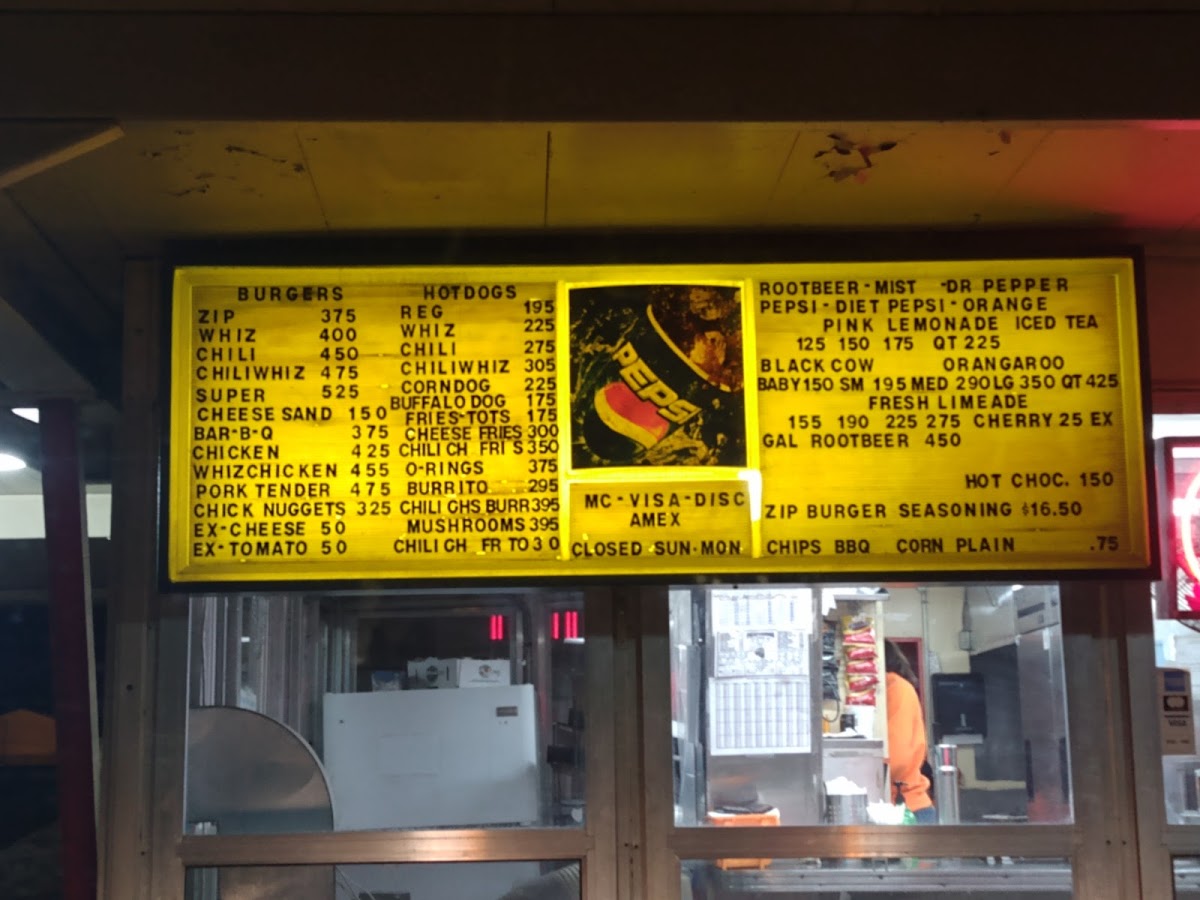 BURGERS
ZIP 375
WHIZ 400
CHILI 450
CHILIWHIZ 475
SUPER 525
CHEESE SAND 150
BAR-B-Q 375
CHICKEN 425
WHIZCHICKEN 455
PORK TENDER 475
CHICK NUGGETS 325
EX-CHEESE 50
EX-TOMATO 50
HOTDOGS
REG 195
WHIZ 225
CHILI 275
CHILIWHIZ 305
CORNDOG 225
BUFFALO DOG 175
FRIES-TOTS 175
CHEESE FRIES 300
CHILI CH FRI S 350
O-RINGS 375
BURRITO 295
CHILI CHS BURR 395
MUSHROOMS 395
CHILI CH FR TO 3 0
PEPSI
MC-VISA-DISC
AMEX
CLOSED SUN-MON
ROOTBEER-MIST -DR PEPPER
PEPSI-DIET PEPSI-ORANGE
PINK LEMONADE ICED TEA
125 150 175 QT 225
BLACK COW ORANGAROO
BABY 150 SM 195 MED 290 LG 350 QT 425
FRESH LIMEADE
155 190 225 275 CHERRY 25 EX
GAL ROOTBEER 450
HOT CHOC. 150
ZIP BURGER SEASONING $16.50
CHIPS BBQ CORN PLAIN .75
VISA